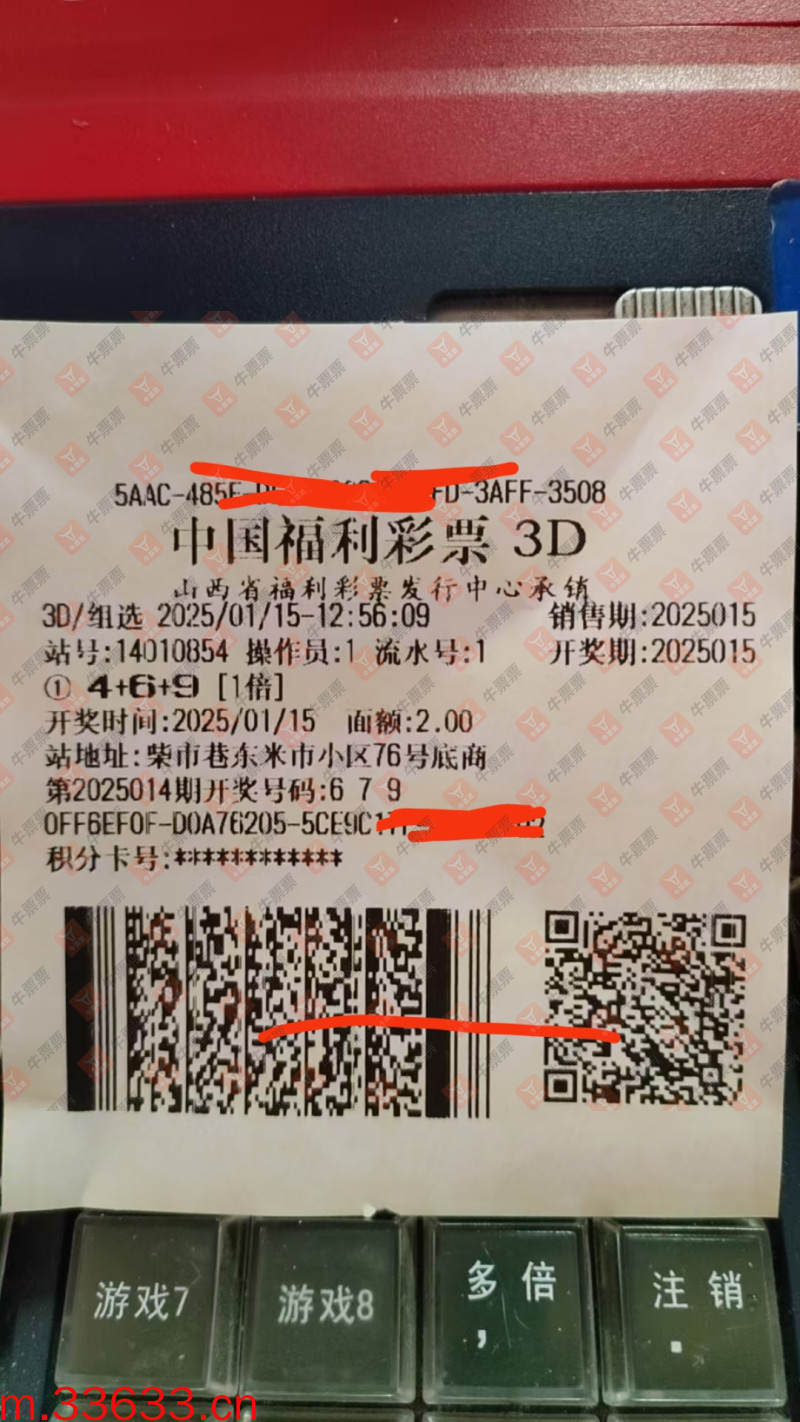 5AAC-485F-
FD-3AFF-3508
中国福利彩票 3D
山西省福利彩票发行中心承销
3D/组选 2025/01/15-12:56:09 销售期:2025015
站号:14010854 操作员:1 流水号:1 开奖期:2025015
① 4+6+9 [1倍]
开奖时间:2025/01/15 面额:2.00
站地址:柴市巷东米市小区76号底商
第2025014期开奖号码:6 7 9
0FF6EF0F-D0A76205-5CE9C1
积分卡号:************
游戏7 游戏8 多倍 , 注销 .
m.33633.cn
牛票票